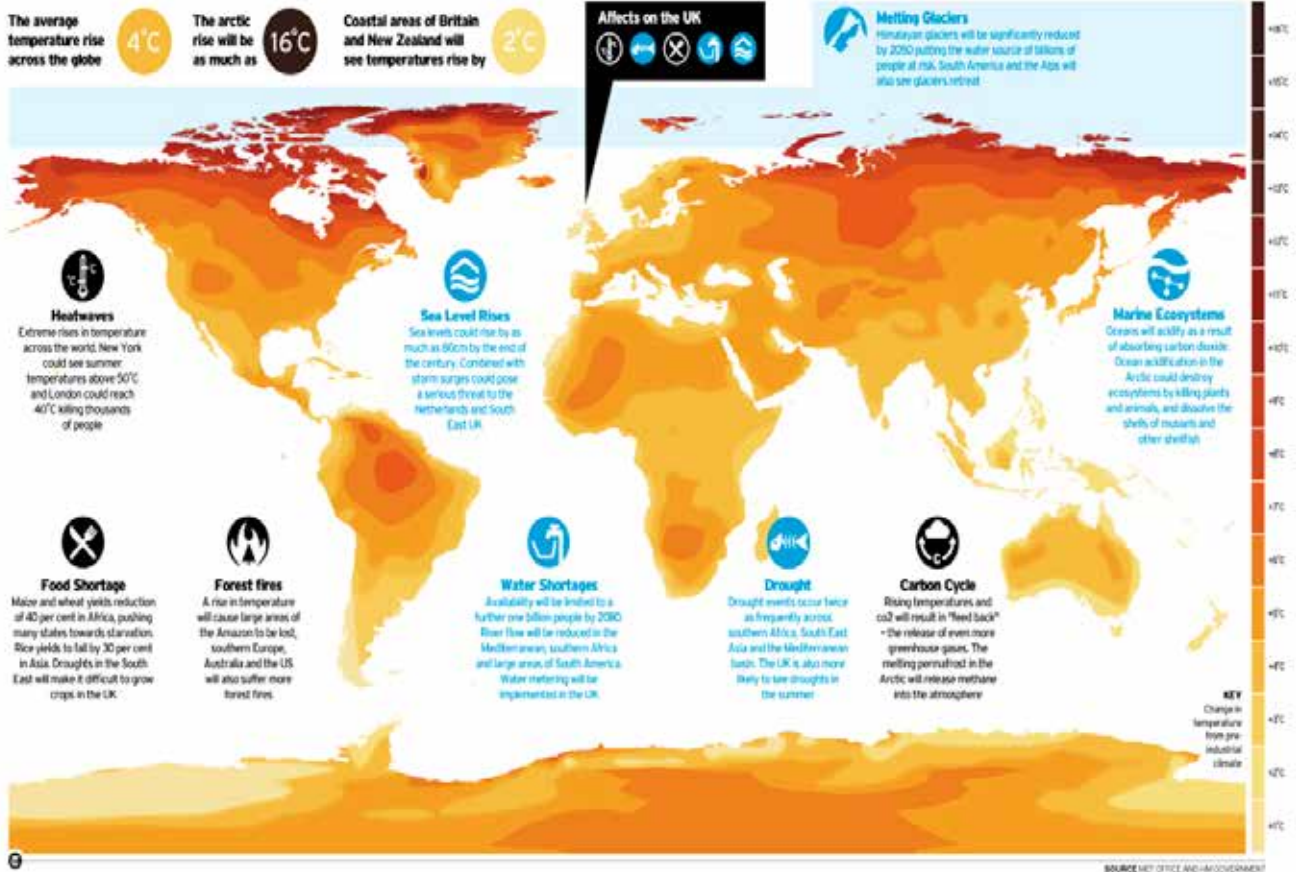 The average
temperature rise
across the globe
4°C
The arctic
rise will be
as much as
16°C
Coastal areas of Britain
and New Zealand will
see temperatures rise by
2°C
Affects on the UK
Melting Glaciers
Himalayan glaciers will be significantly reduced
by 2050 putting the water source of billions of
people at risk. South America and the Alps will
also see glaciers retreat
Heatwaves
Extreme rises in temperature
across the world. New York
could see summer
temperatures above 50°C
and London could reach
40°C killing thousands
of people
Sea Level Rises
Sea levels could rise by as
much as 80cm by the end of
the century. Combined with
storm surges could pose
a serious threat to the
Netherlands and South
East UK
Marine Ecosystems
Oceans will acidify as a result
of absorbing carbon dioxide.
Ocean acidification in the
Arctic could destroy
ecosystems by killing plants
and animals, and dissolve the
shells of
other shellfish
Food Shortage
Maize and wheat yields reduction
of 40 per cent in Africa, pushing
many states towards starvation.
Rice yields to fall by 30 per cent
in Asia. Droughts in the South
East will make it difficult to grow
crops in the UK
Forest fires
A rise in temperature
will cause large areas of
the Amazon to be lost,
southern Europe,
Australia and the US
will also suffer more
forest fires
Water Shortages
Availability will be limited to a
further one billion people by 2080.
River flow will be reduced in the
Mediterranean, southern Africa
and large areas of South America.
Water metering will be
implemented in the UK
Drought
Drought events occur twice
as frequently across
southern Africa, South East
Asia and the Mediterranean
basin. The UK is also more
likely to see droughts in
the summer
Carbon Cycle
Rising temperatures and
co2 will result in "feed back"
- the release of even more
greenhouse gases. The
melting permafrost in the
Arctic will release methane
into the atmosphere
+16°C
+15°C
+14°C
+13°C
+12°C
+11°C
+10°C
+9°C
+8°C
+7°C
+6°C
+5°C
+4°C
+3°C
+2°C
+1°C
KEY
Change in
temperature
from pre-
industrial
climate
SOURCE MET OFFICE AND HM GOVERNMENT